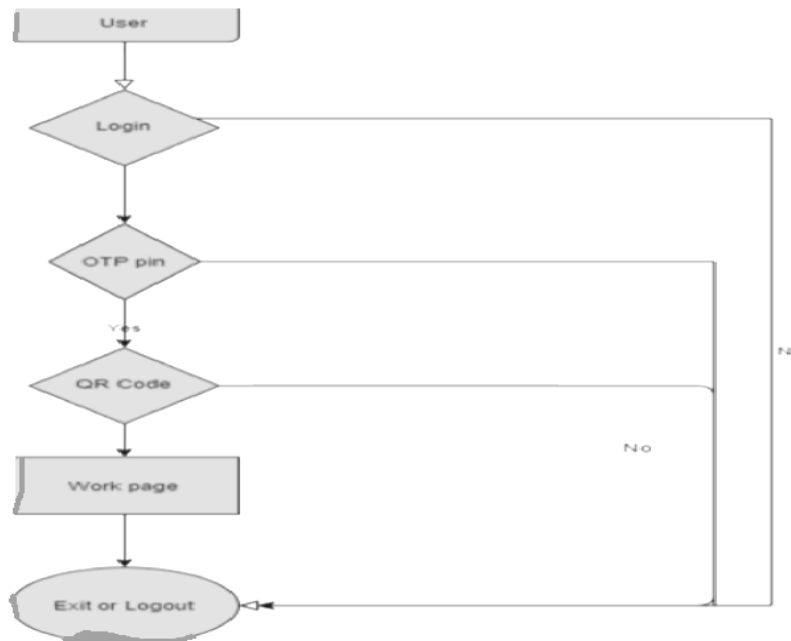 User
Login
OTP pin
Yes
QR Code
No
Work page
Exit or Logout